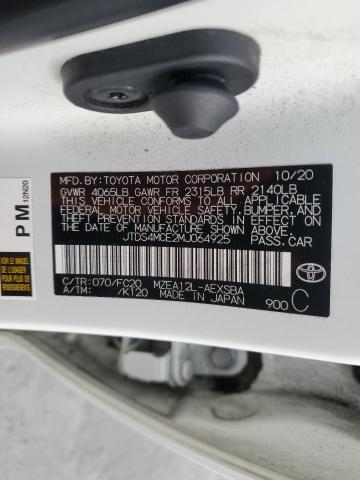 MFD.BY:TOYOTA MOTOR CORPORATION 10/20
GVWR 4065LB GAWR FR 2315LB RR 2140LB
THIS VEHICLE CONFORMS TO ALL APPLICABLE
FEDERAL MOTOR VEHICLE SAFETY, BUMPER, AND
THEFT PREVENTION STANDARDS IN EFFECT ON
THE DATE OF MANUFACTURE SHOWN ABOVE.
JTDS4MCE2MJ064925 PASS.CAR
C/TR:070/FC20 MZEA12L-AEXSBA
A/TM: /K120 MADE IN JAPAN 900 C
TOYOTA
PM 12N20